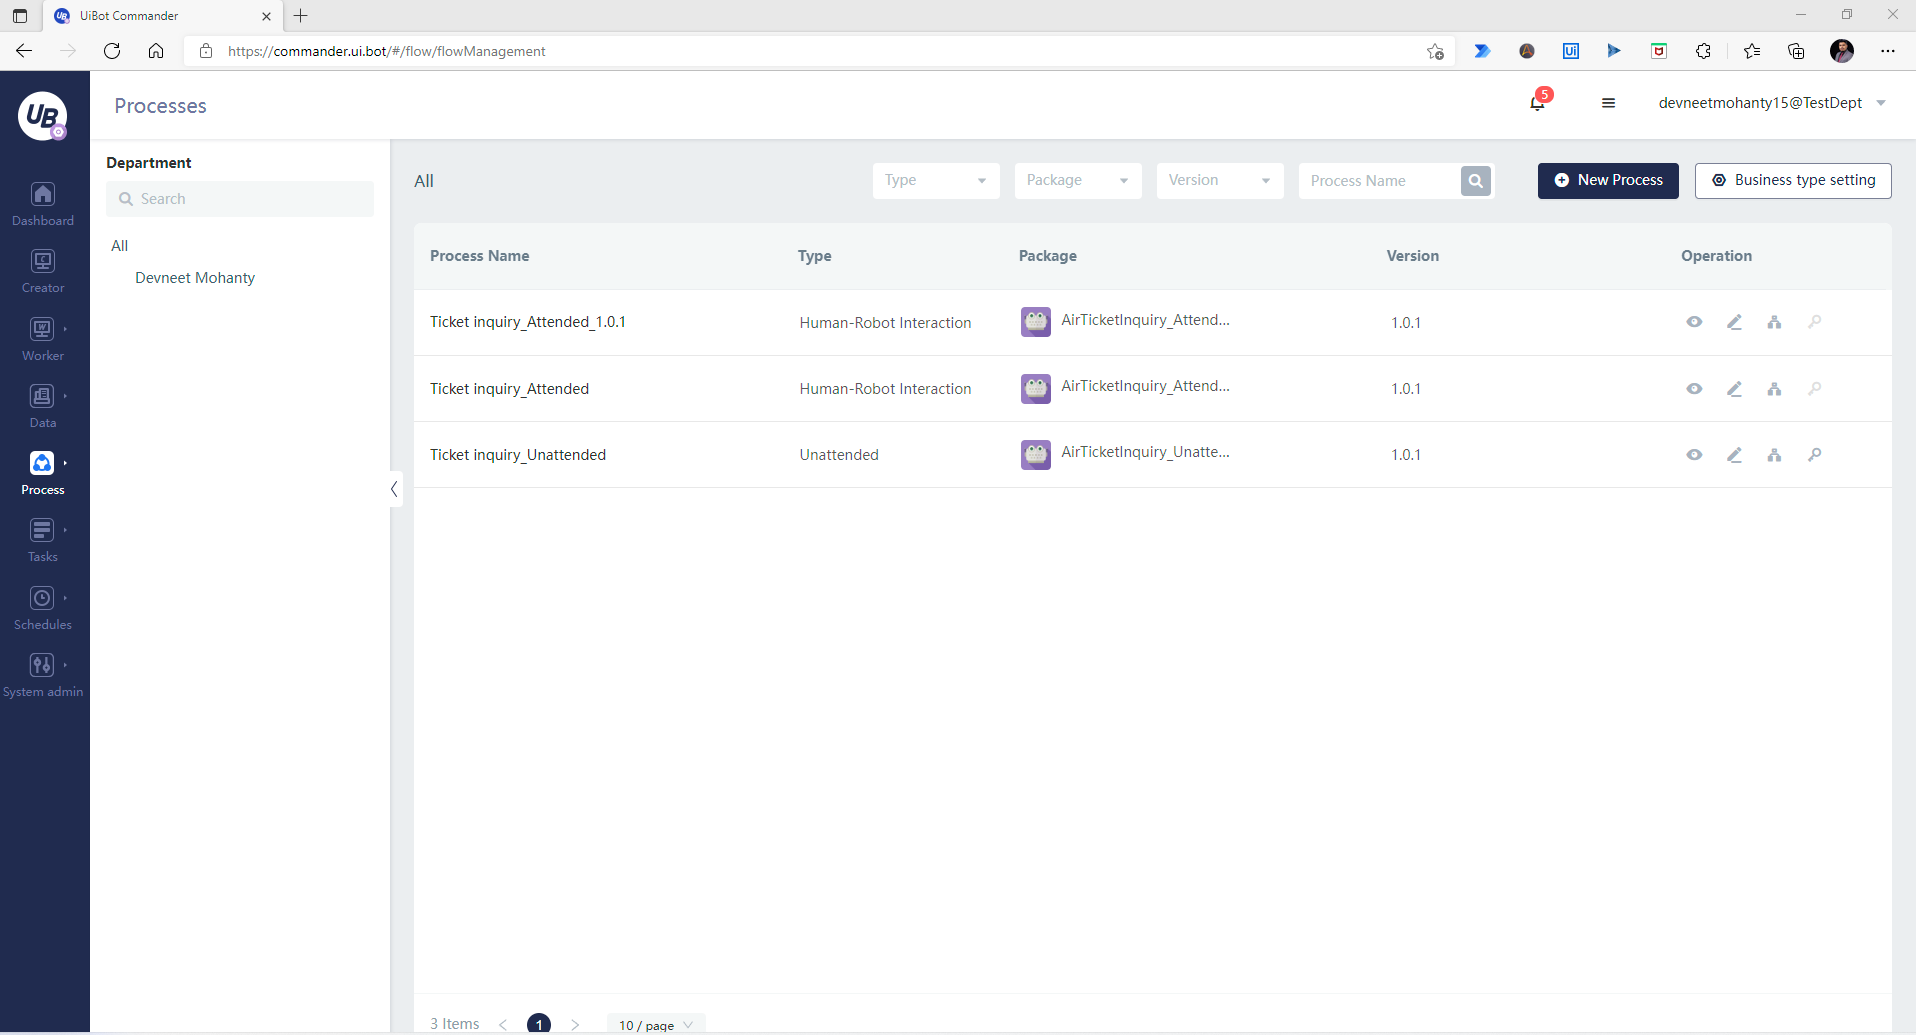 UiBot Commander
https://commander.ui.bot/#/flow/flowManagement
UB
Processes
5
devneetmohanty15@TestDept
Dashboard
Creator
Worker
Data
Process
Tasks
Schedules
System admin
Department
Search
All
Devneet Mohanty
All
Type
Package
Version
Process Name
New Process
Business type setting
Process Name Type Package Version Operation
Ticket inquiry_Attended_1.0.1 Human-Robot Interaction AirTicketInquiry_Attend... 1.0.1
Ticket inquiry_Attended Human-Robot Interaction AirTicketInquiry_Attend... 1.0.1
Ticket inquiry_Unattended Unattended AirTicketInquiry_Unatte... 1.0.1
3 Items 1 10 / page